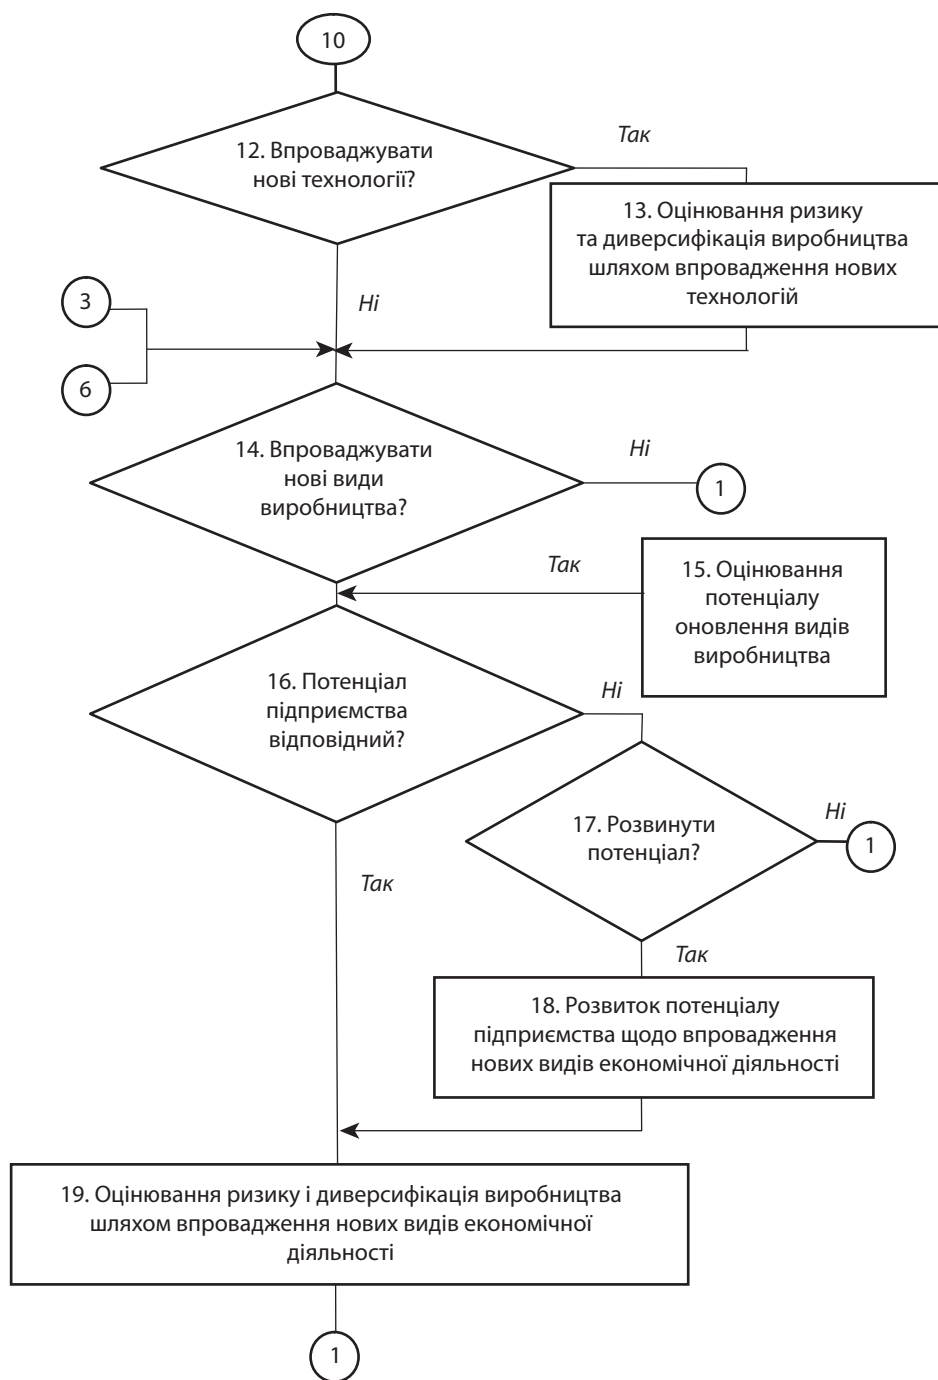 10
12. Впроваджувати
нові технології?
Так
13. Оцінювання ризику
та диверсифікація виробництва
шляхом впровадження нових
технологій
Ні
3
6
14. Впроваджувати
нові види
виробництва?
Ні
1
Так
15. Оцінювання
потенціалу
оновлення видів
виробництва
16. Потенціал
підприємства
відповідний?
Ні
17. Розвинути
потенціал?
Ні
1
Так
Так
18. Розвиток потенціалу
підприємства щодо впровадження
нових видів економічної діяльності
19. Оцінювання ризику і диверсифікація виробництва
шляхом впровадження нових видів економічної
діяльності
1